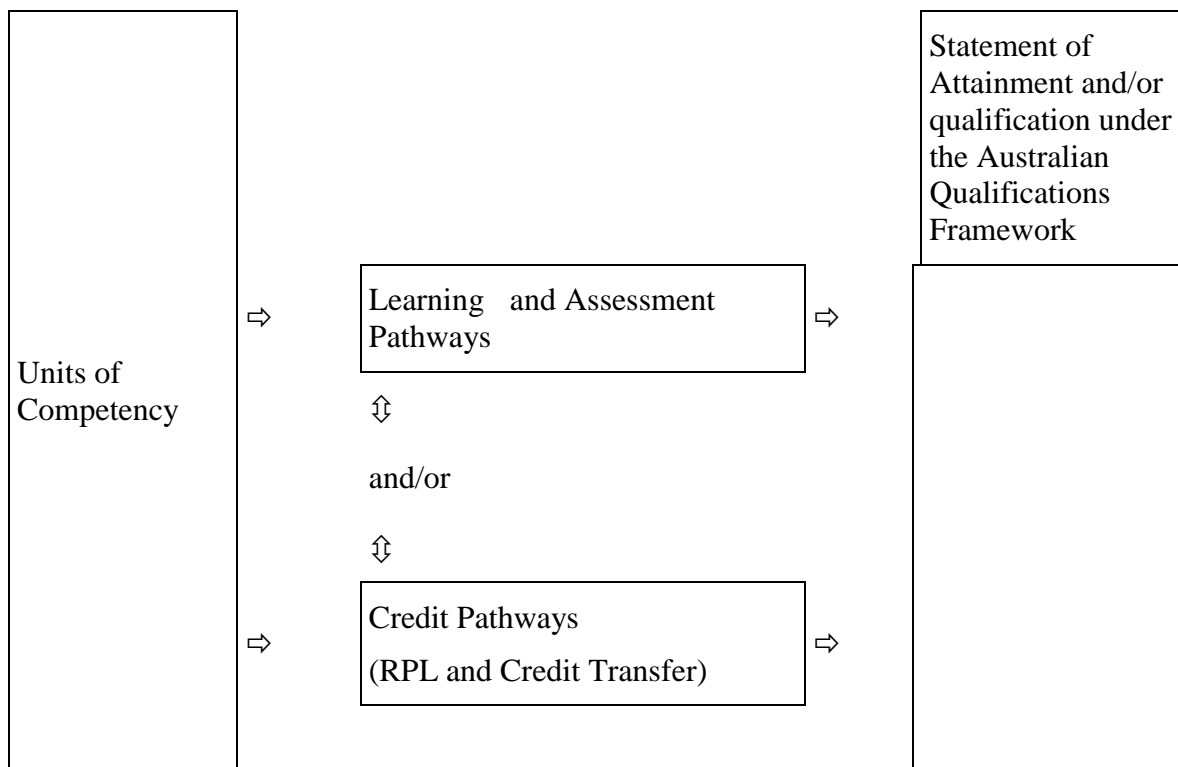 Statement of
Attainment and/or
qualification under
the Australian
Qualifications
Framework
Units of
Competency
⇨
Learning and Assessment
Pathways
⇨
⇳
and/or
⇳
⇨
Credit Pathways
(RPL and Credit Transfer)
⇨